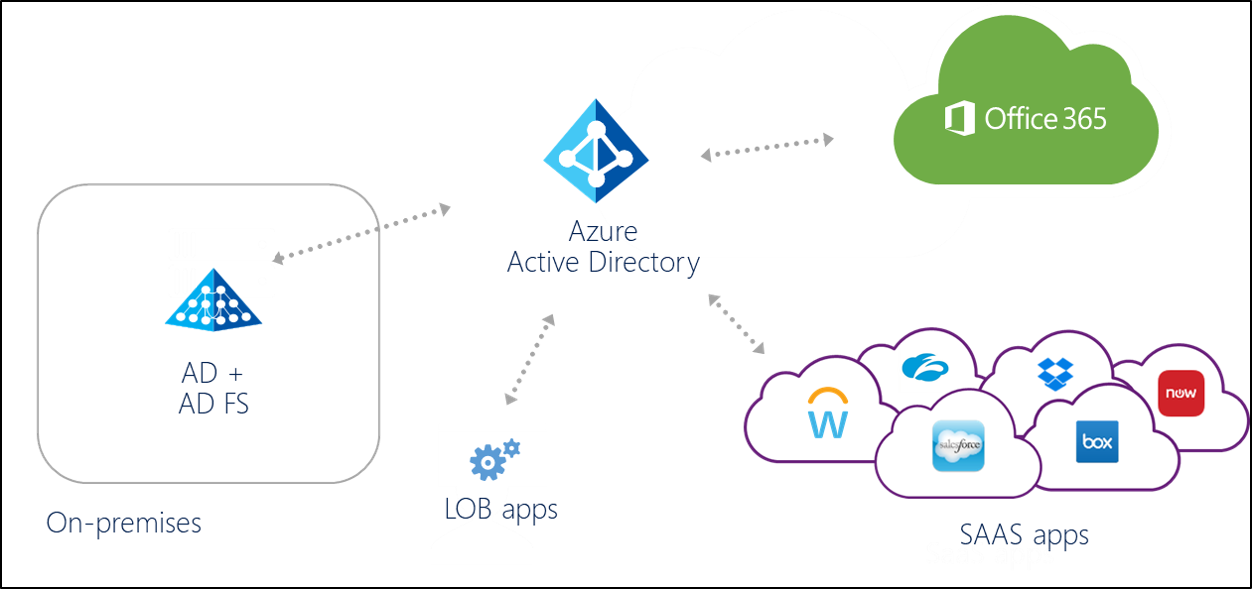 Office 365
Azure
Active Directory
AD +
AD FS
W
salesforce
box
now
LOB apps
On-premises
SAAS apps